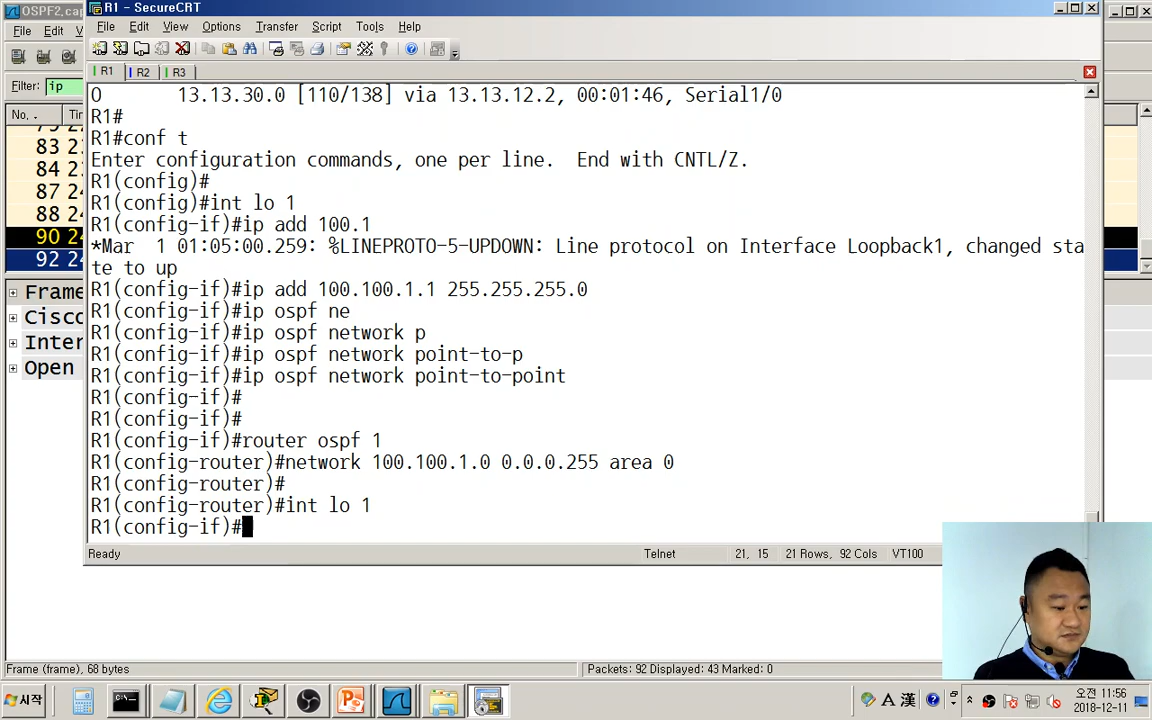 OSPF2.cap
R1 - SecureCRT
File Edit V
File Edit View Options Transfer Script Tools Help
R1 R2 R3
Filter: ip
No. .
83 2
84 2
87 2
88 2
90 2
92 2
Frame
Cisco
Inter
Open
O 13.13.30.0 [110/138] via 13.13.12.2, 00:01:46, Serial1/0
R1#
R1#conf t
Enter configuration commands, one per line. End with CNTL/Z.
R1(config)#
R1(config)#int lo 1
R1(config-if)#ip add 100.1
*Mar 1 01:05:00.259: %LINEPROTO-5-UPDOWN: Line protocol on Interface Loopback1, changed sta
te to up
R1(config-if)#ip add 100.100.1.1 255.255.255.0
R1(config-if)#ip ospf ne
R1(config-if)#ip ospf network p
R1(config-if)#ip ospf network point-to-p
R1(config-if)#ip ospf network point-to-point
R1(config-if)#
R1(config-if)#
R1(config-if)#router ospf 1
R1(config-router)#network 100.100.1.0 0.0.0.255 area 0
R1(config-router)#
R1(config-router)#int lo 1
R1(config-if)#
Ready Telnet 21, 15 21 Rows, 92 Cols VT100
Frame (frame), 68 bytes Packets: 92 Displayed: 43 Marked: 0
시작
A 漢
오전 11:56
2018-12-11